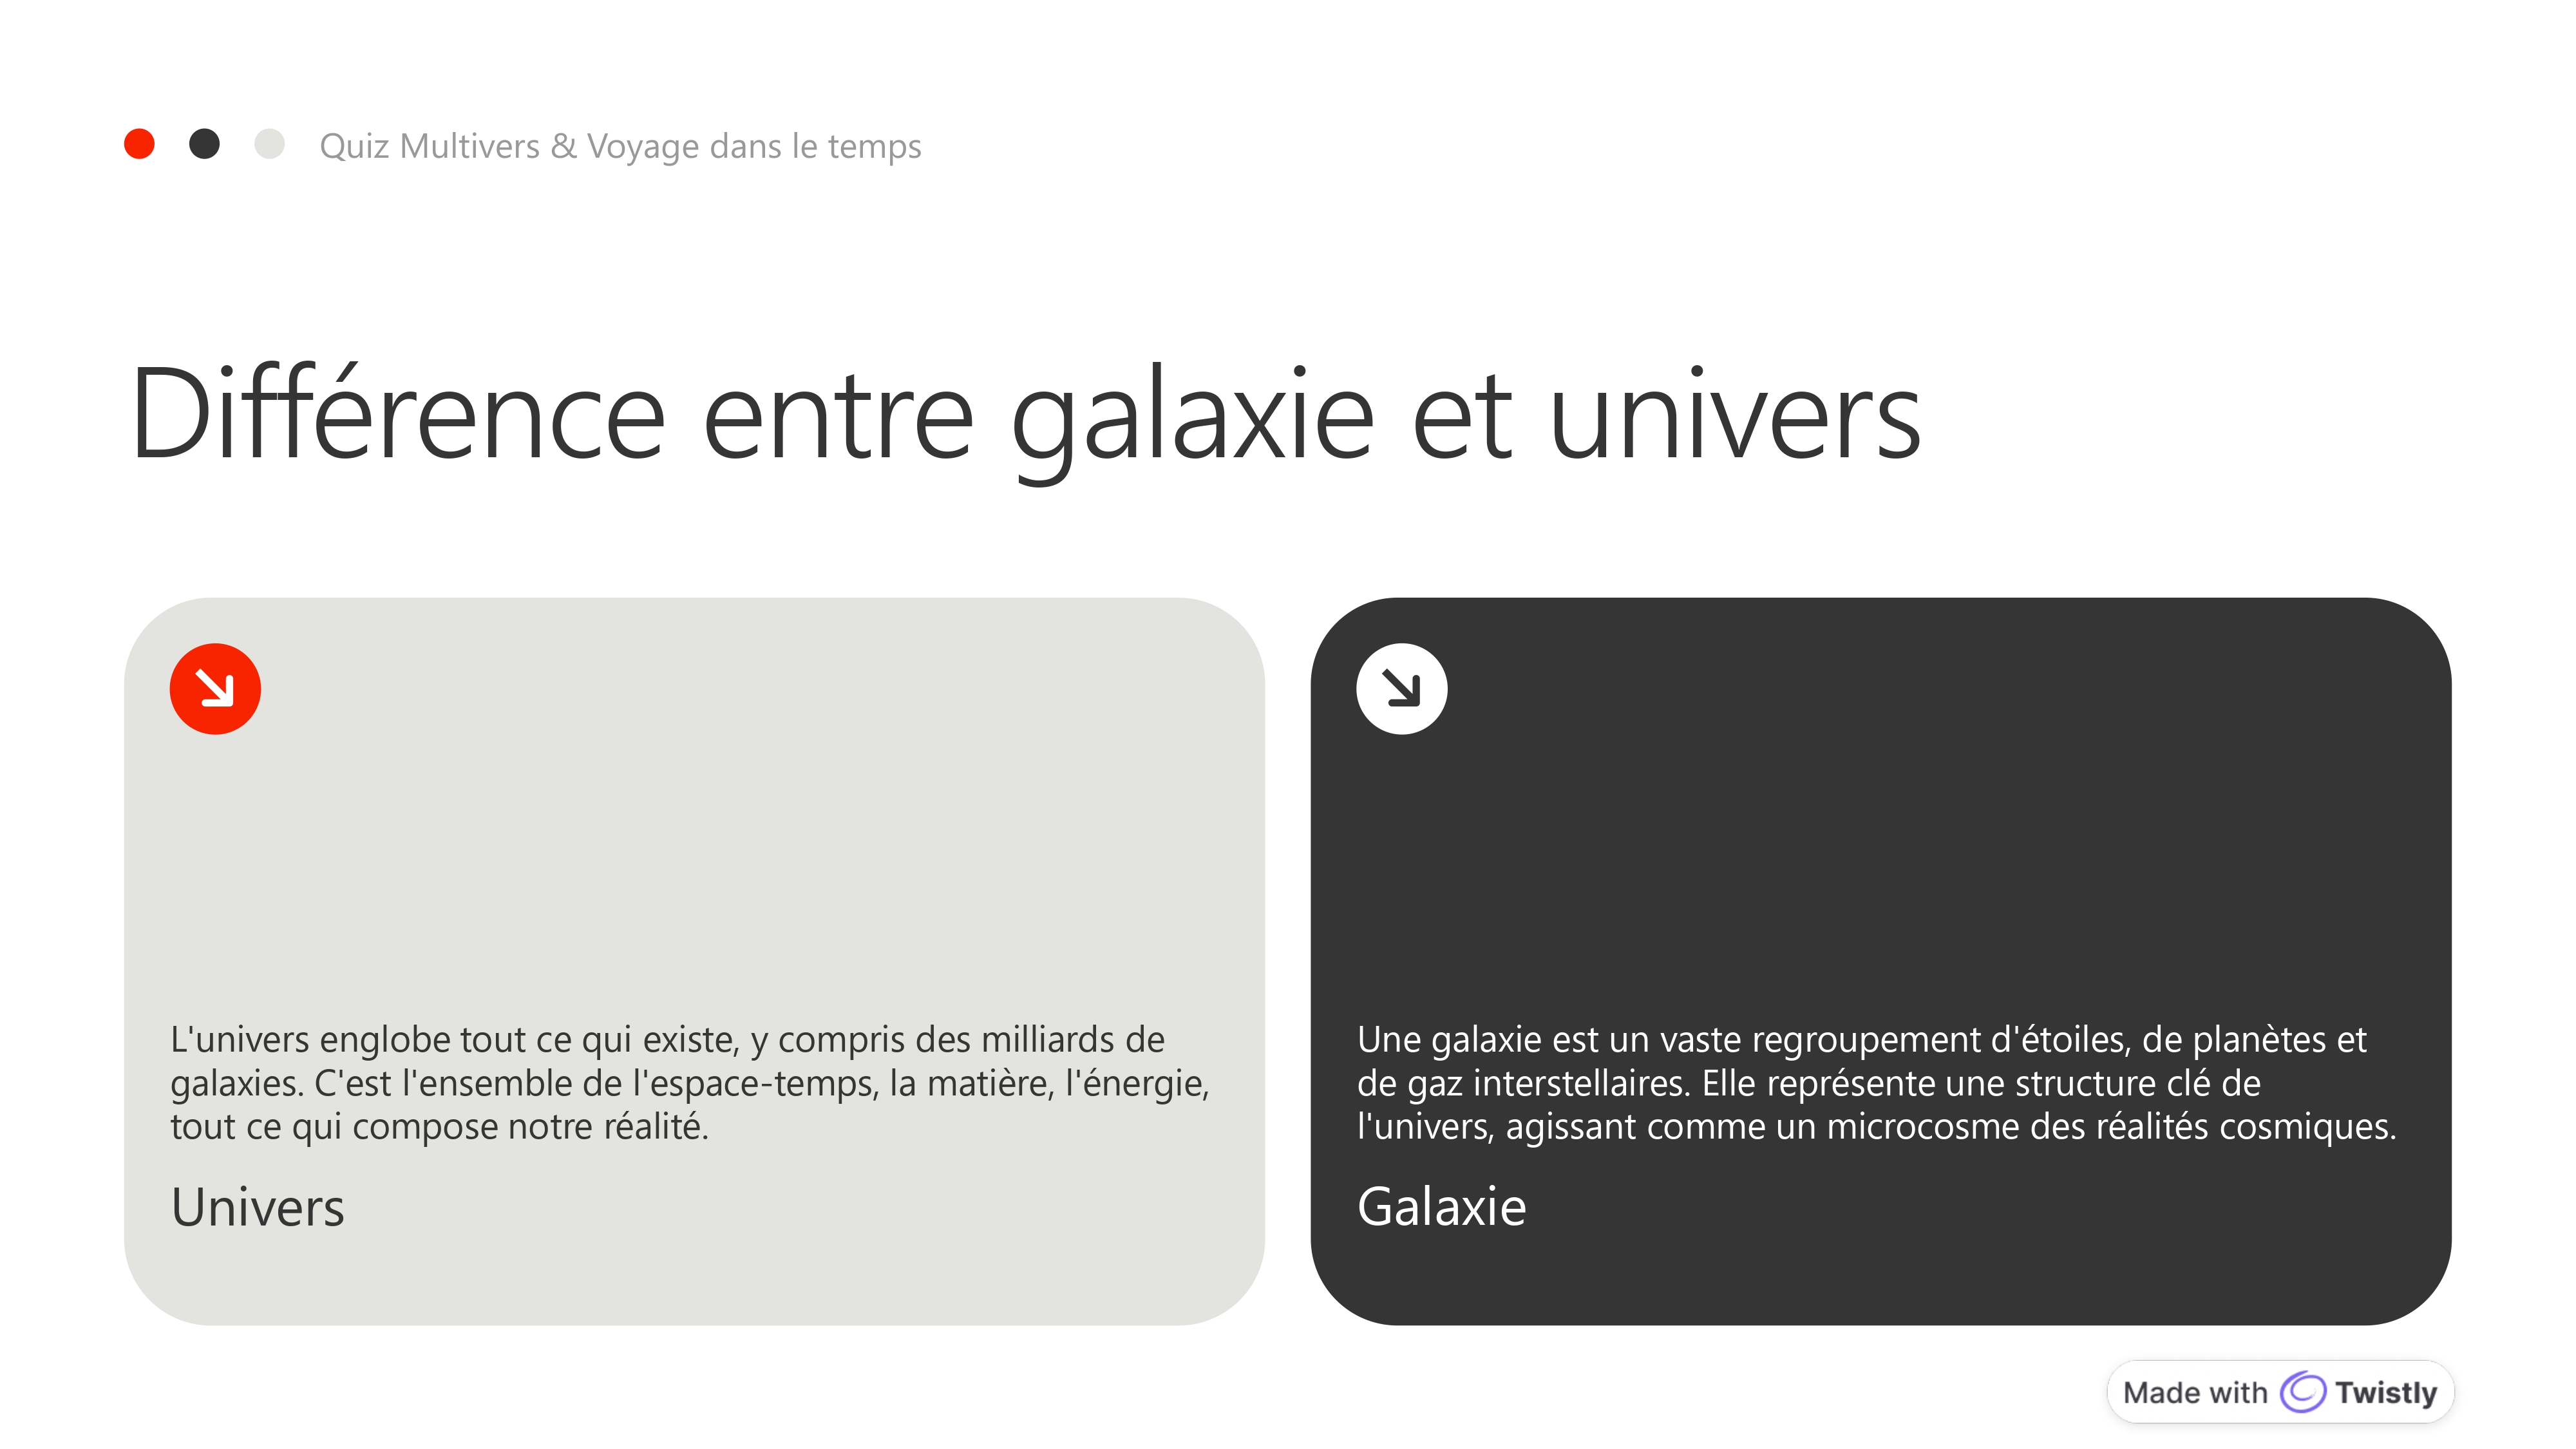 Quiz Multivers & Voyage dans le temps
Différence entre galaxie et univers
L'univers englobe tout ce qui existe, y compris des milliards de
galaxies. C'est l'ensemble de l'espace-temps, la matière, l'énergie,
tout ce qui compose notre réalité.
Univers
Une galaxie est un vaste regroupement d'étoiles, de planètes et
de gaz interstellaires. Elle représente une structure clé de
l'univers, agissant comme un microcosme des réalités cosmiques.
Galaxie
Made with Twistly